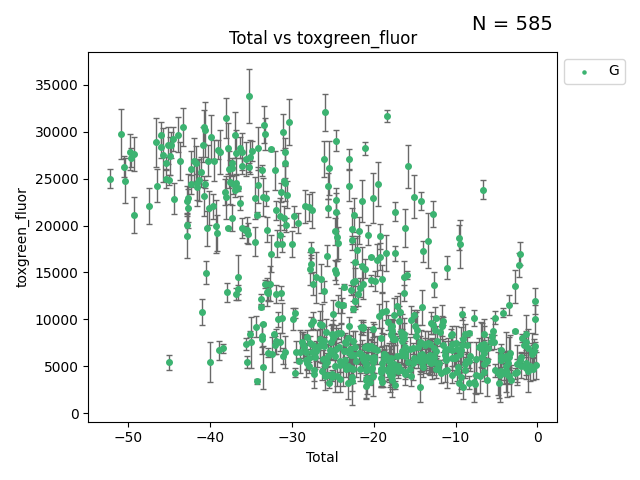 N = 585
Total vs toxgreen_fluor
G
toxgreen_fluor
35000
30000
25000
20000
15000
10000
5000
0
−50 −40 −30 −20 −10 0
Total